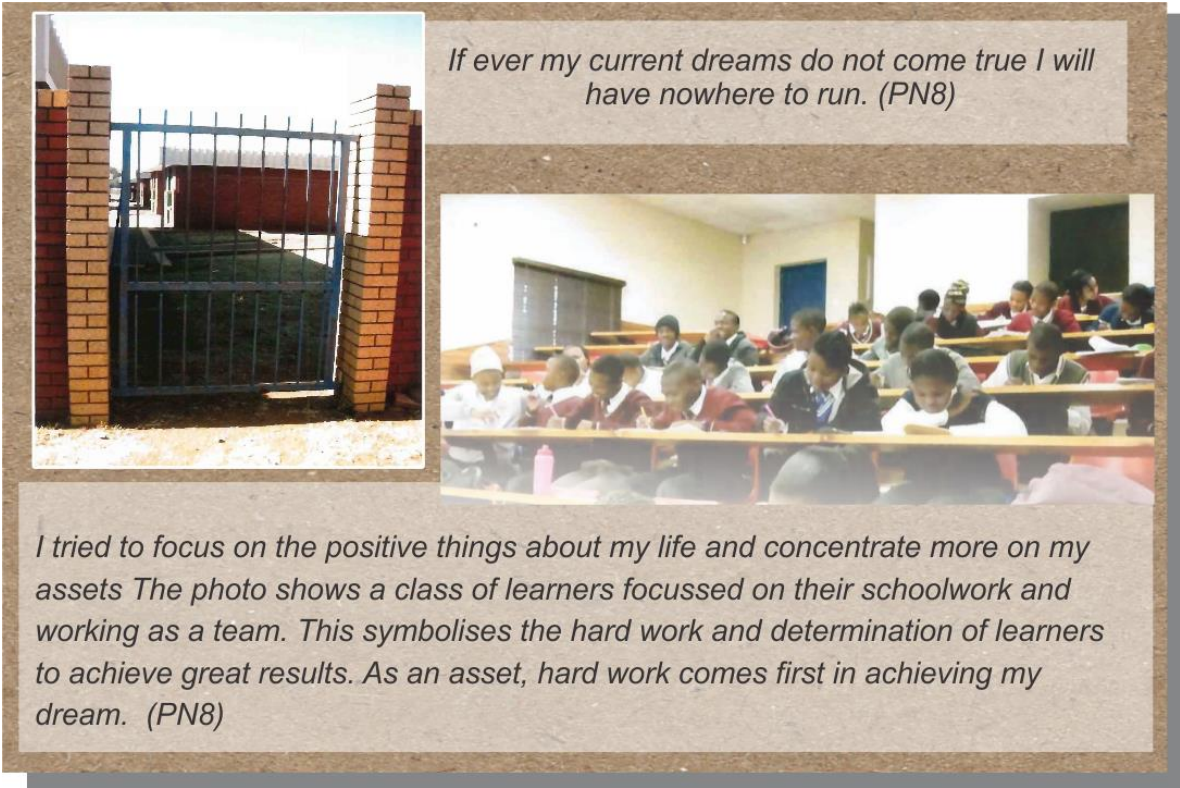 If ever my current dreams do not come true I will
have nowhere to run. (PN8)
I tried to focus on the positive things about my life and concentrate more on my
assets The photo shows a class of learners focussed on their schoolwork and
working as a team. This symbolises the hard work and determination of learners
to achieve great results. As an asset, hard work comes first in achieving my
dream.  (PN8)